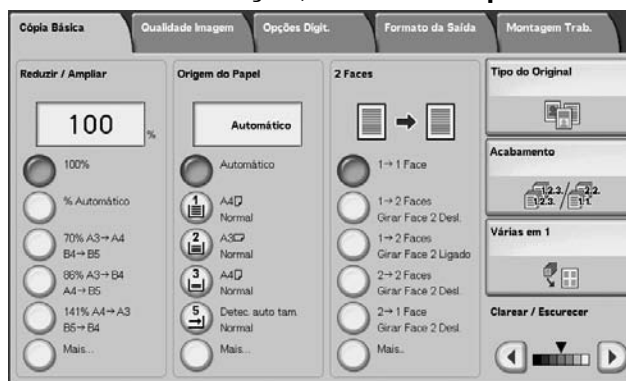 Cópia Básica
Qualidade Imagem
Opções Digit.
Formato da Saída
Montagem Trab.
Reduzir / Ampliar
100 %
100%
% Automático
70% A3→A4
B4→B5
86% A3→B4
A4→B5
141% A4→A3
B5→B4
Mais...
Origem do Papel
Automático
Automático
1 A4
Normal
2 A3
Normal
3 A4
Normal
5 Detec. auto tam.
Normal
Mais...
2 Faces
1→1 Face
1→2 Faces
Girar Face 2 Desl.
1→2 Faces
Girar Face 2 Ligado
2→2 Faces
Girar Face 2 Desl.
2→1 Face
Girar Face 2 Desl.
Mais..
Tipo do Original
Acabamento
Várias em 1
Clarear / Escurecer